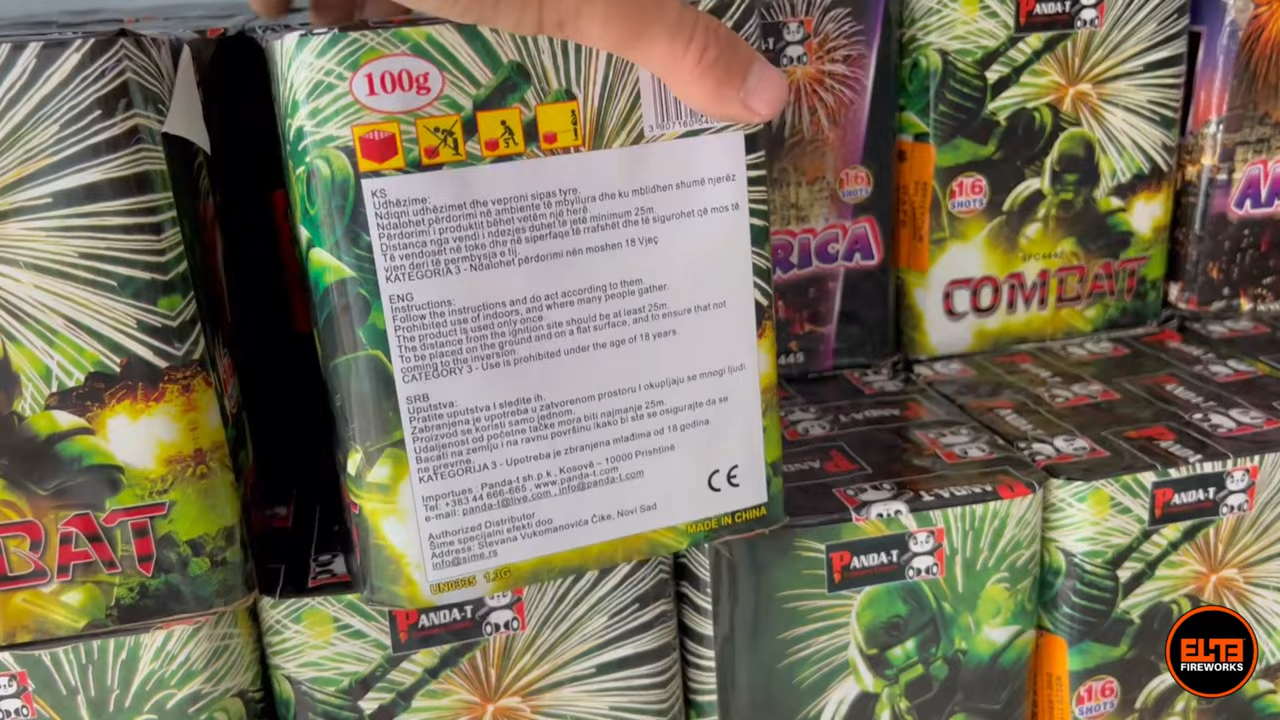 100g
KS
Udhëzime:
Ndiqni udhëzimet dhe veproni sipas tyre.
Ndalohet përdorimi në ambiente të mbyllura dhe ku mblidhen shumë njerëz
Përdorimi i produktit bëhet vetëm një herë.
Distanca nga vendi i ndezjes duhet të jetë minimum 25m.
Të vendoset në toke dhe në siperfaqe të rrafshët dhe të sigurohet që mos të
vjen deri të permbysja e tij.
KATEGORIA 3 - Ndalohet përdorimi nën moshen 18 Vjeç
ENG
Instructions:
Follow the instructions and do act according to them.
Prohibited use of indoors, and where many people gather.
The product is used only once.
The distance from the ignition site should be at least 25m.
To be placed on the ground and on a flat surface, and to ensure that not
coming to the inversion.
CATEGORY 3 - Use is prohibited under the age of 18 years.
SRB
Uputstva:
Pratite uputstva I sledite ih.
Zabranjena je upotreba u zatvorenom prostoru I okupljaju se mnogi ljudi
Proizvod se koristi samo jednom.
Udaljenost od početne tačke mora biti najmanje 25m.
Bacati na zemlju i na ravnu površinu ikako bi ste se osigurajte da se
ne prevrne.
KATEGORIJA 3 - Upotreba je zbranjena mladima od 18 godina
Importues : Panda-t sh.p.k , Kosovë – 10000 Prishtinë
Tel: +383 44 666-665 , www.panda-t.com
e-mail: panda-t@live.com , info@panda-t.com
Authorized Distributor
Sime specijalni efekti doo
Address: Stevana Vukomanovića Čike, Novi Sad
info@sime.rs
CE
MADE IN CHINA
UN0335 1.3G
PANDA-T
16
SHOTS
RICA
445
PANDA-T
16
SHOTS
COMBAT
BAT
PANDA-T
PANDA-T
PANDA-T
16
SHOTS
ELITE
FIREWORKS